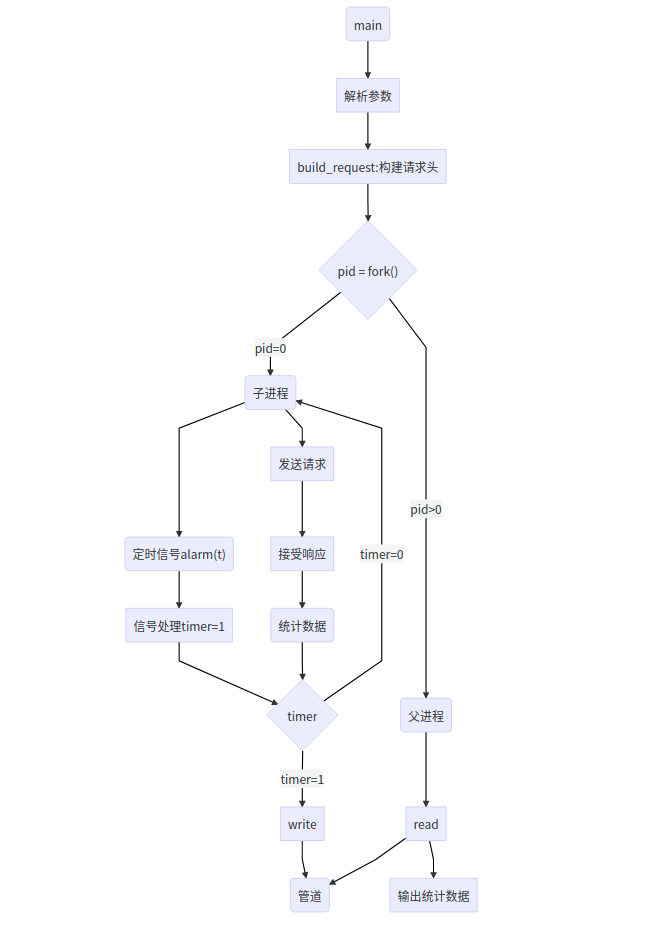 main
解析参数
build_request:构建请求头
pid = fork()
pid=0
子进程
发送请求
pid>0
定时信号alarm(t)
接受响应
timer=0
信号处理timer=1
统计数据
timer
父进程
timer=1
write
read
管道
输出统计数据